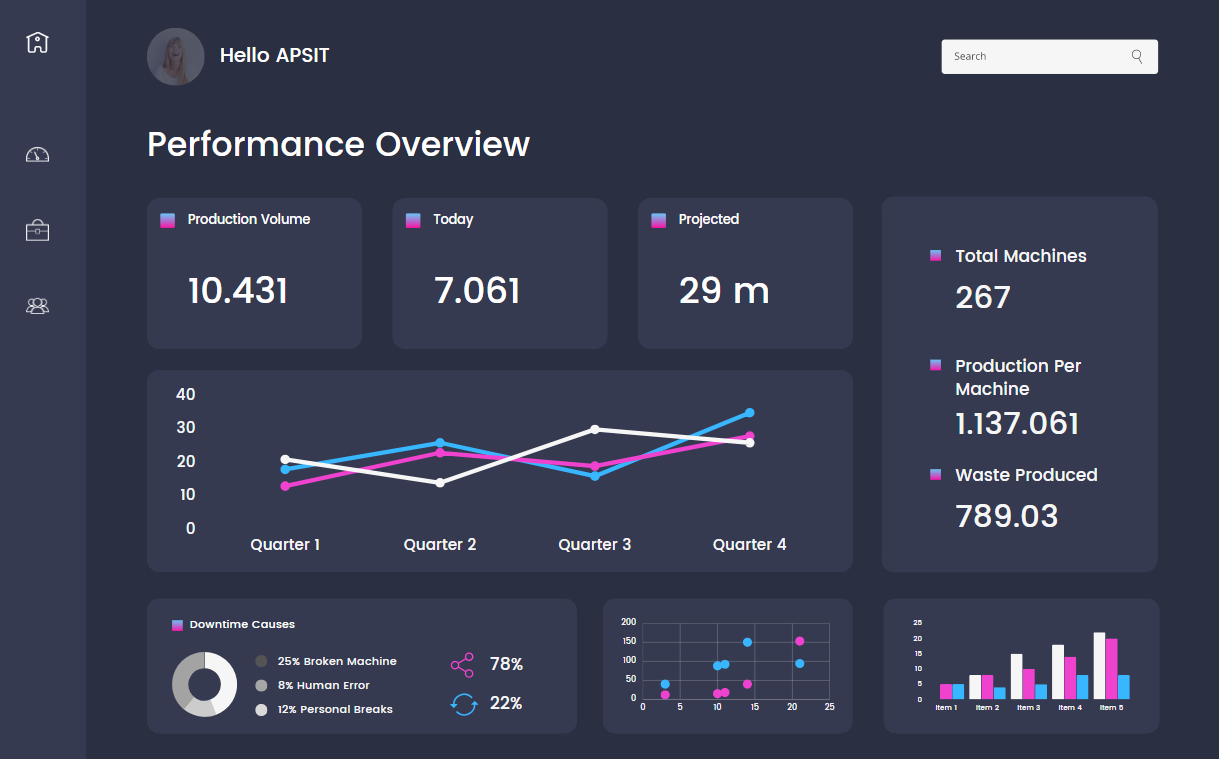 Hello APSIT
Search
Performance Overview
Production Volume
10.431
Today
7.061
Projected
29 m
Total Machines
267
Production Per
Machine
1.137.061
Waste Produced
789.03
40
30
20
10
0
Quarter 1 Quarter 2 Quarter 3 Quarter 4
Downtime Causes
25% Broken Machine
8% Human Error
12% Personal Breaks
78%
22%
200
150
100
50
0
0 5 10 15 20 25
25
20
15
10
5
0
Item 1 Item 2 Item 3 Item 4 Item 5